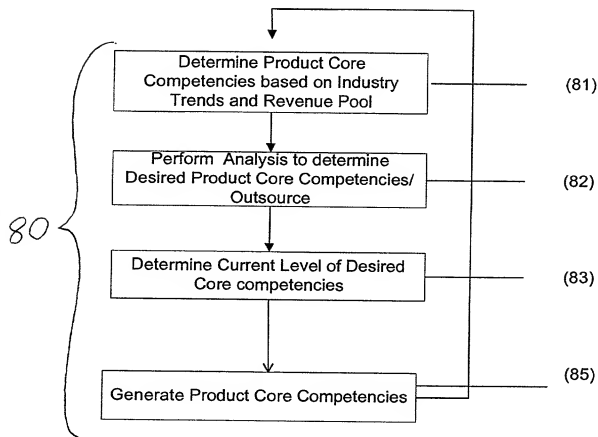 Determine Product Core
Competencies based on Industry
Trends and Revenue Pool
(81)
Perform Analysis to determine
Desired Product Core Competencies/
Outsource
(82)
80
Determine Current Level of Desired
Core competencies
(83)
(85)
Generate Product Core Competencies